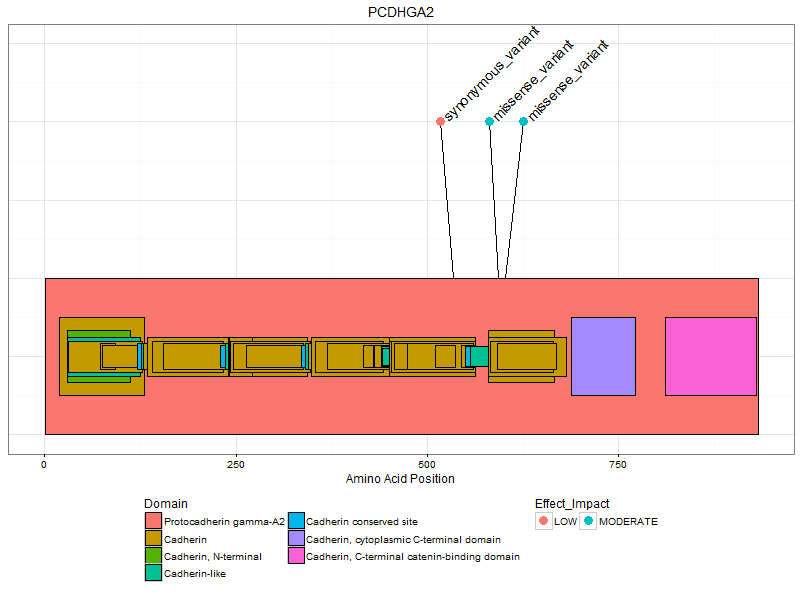 PCDHGA2
synonymous_variant
missense_variant
missense_variant
0 250 500 750
Amino Acid Position
Domain
Protocadherin gamma-A2
Cadherin
Cadherin, N-terminal
Cadherin-like
Cadherin conserved site
Cadherin, cytoplasmic C-terminal domain
Cadherin, C-terminal catenin-binding domain
Effect_Impact
LOW MODERATE